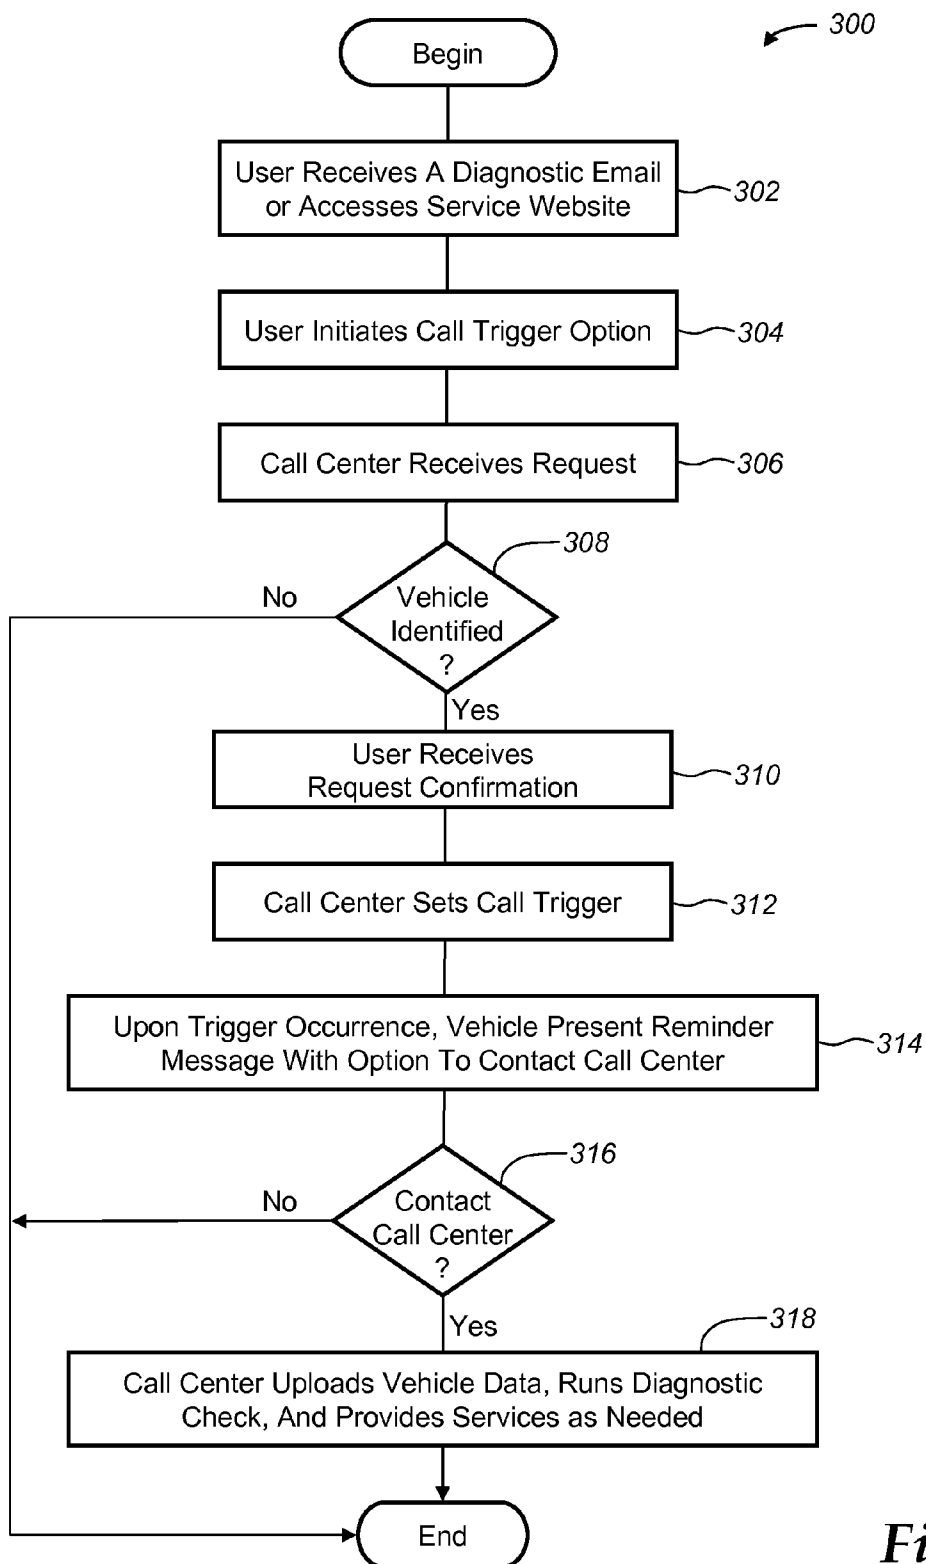 300
Begin
User Receives A Diagnostic Email
or Accesses Service Website
302
User Initiates Call Trigger Option
304
Call Center Receives Request
306
308
Vehicle
Identified
?
No
Yes
User Receives
Request Confirmation
310
Call Center Sets Call Trigger
312
Upon Trigger Occurrence, Vehicle Present Reminder
Message With Option To Contact Call Center
314
316
Contact
Call Center
?
No
Yes
318
Call Center Uploads Vehicle Data, Runs Diagnostic
Check, And Provides Services as Needed
End